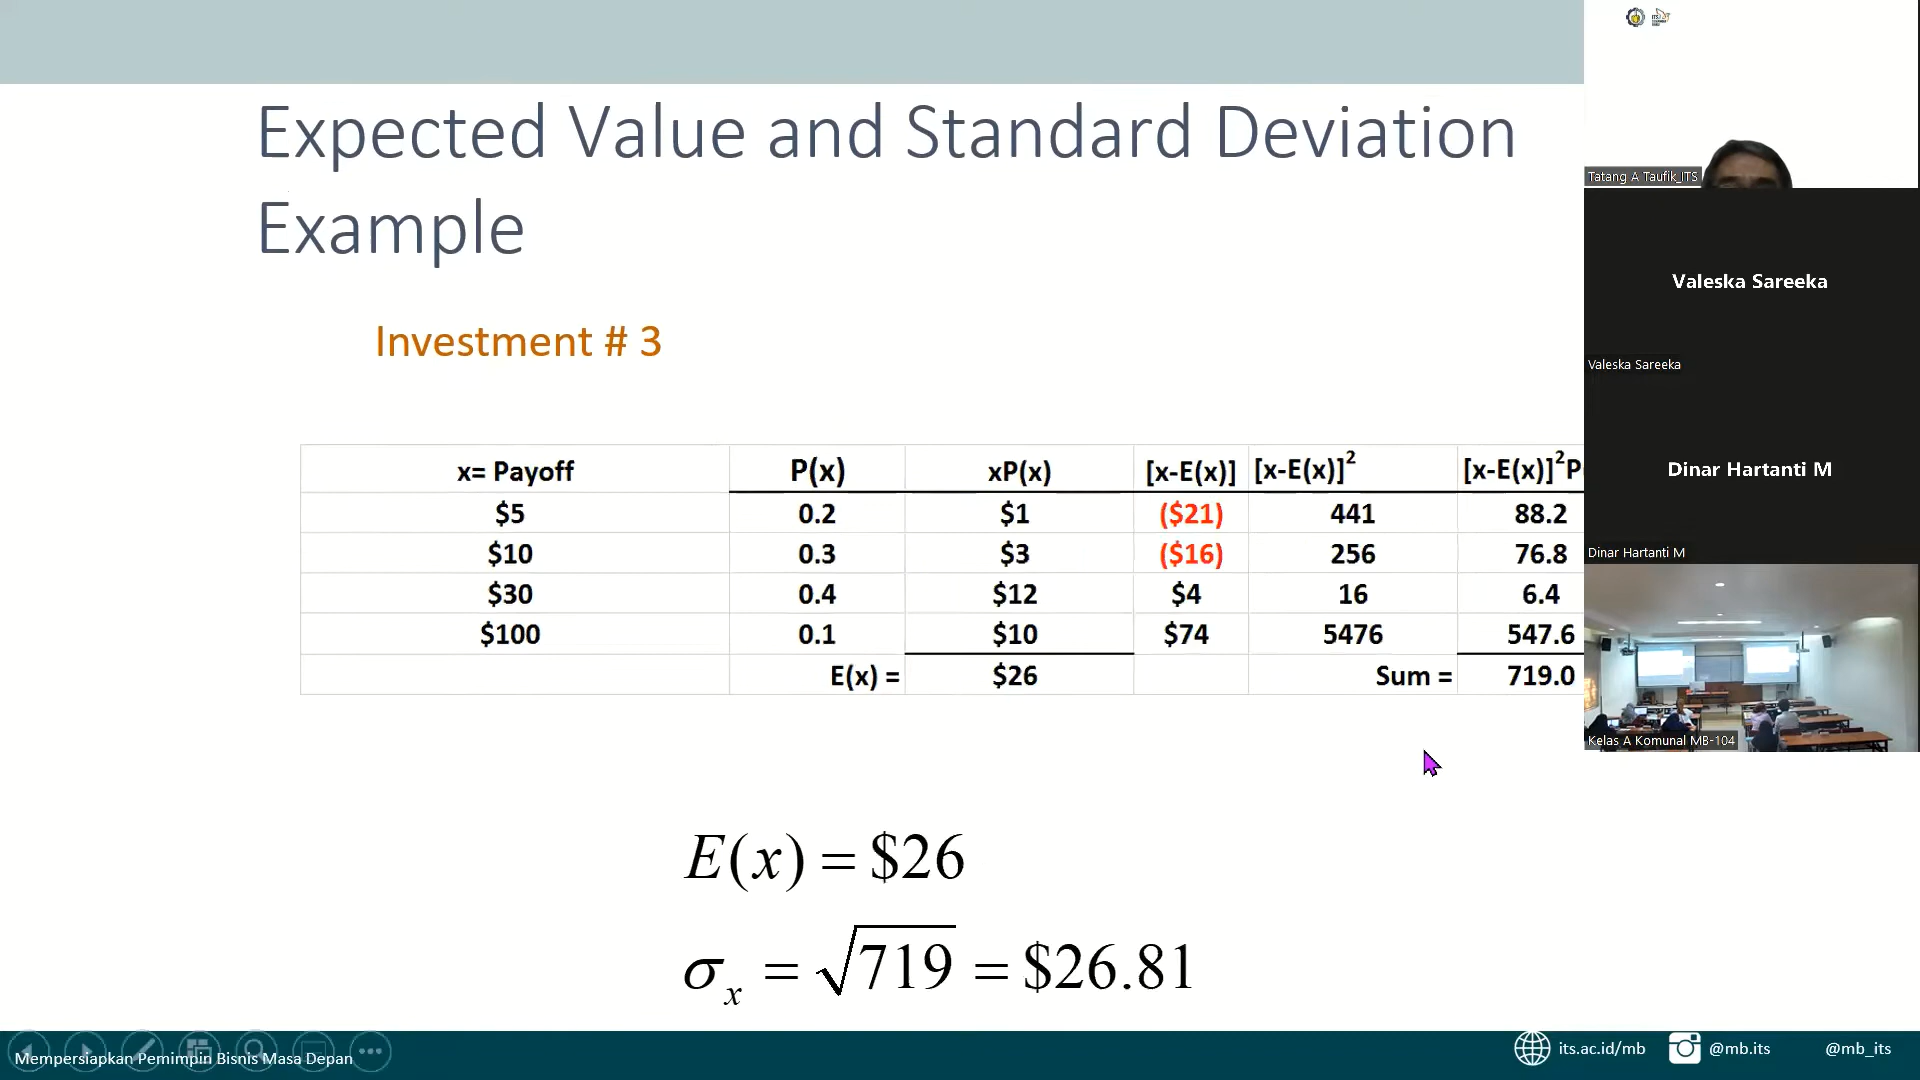 Expected Value and Standard Deviation
Example
Investment # 3
x= Payoff P(x) xP(x) [x-E(x)] [x-E(x)]² [x-E(x)]²P
$5 0.2 $1 ($21) 441 88.2
$10 0.3 $3 ($16) 256 76.8
$30 0.4 $12 $4 16 6.4
$100 0.1 $10 $74 5476 547.6
E(x) = $26 Sum = 719.0
E(x) = $26
σx = √719 = $26.81
Tatang A Taufik_ITS
Valeska Sareeka
Valeska Sareeka
Dinar Hartanti M
Dinar Hartanti M
Kelas A Komunal MB-104
Mempersiapkan Pemimpin Bisnis Masa Depan
its.ac.id/mb @mb.its @mb_its